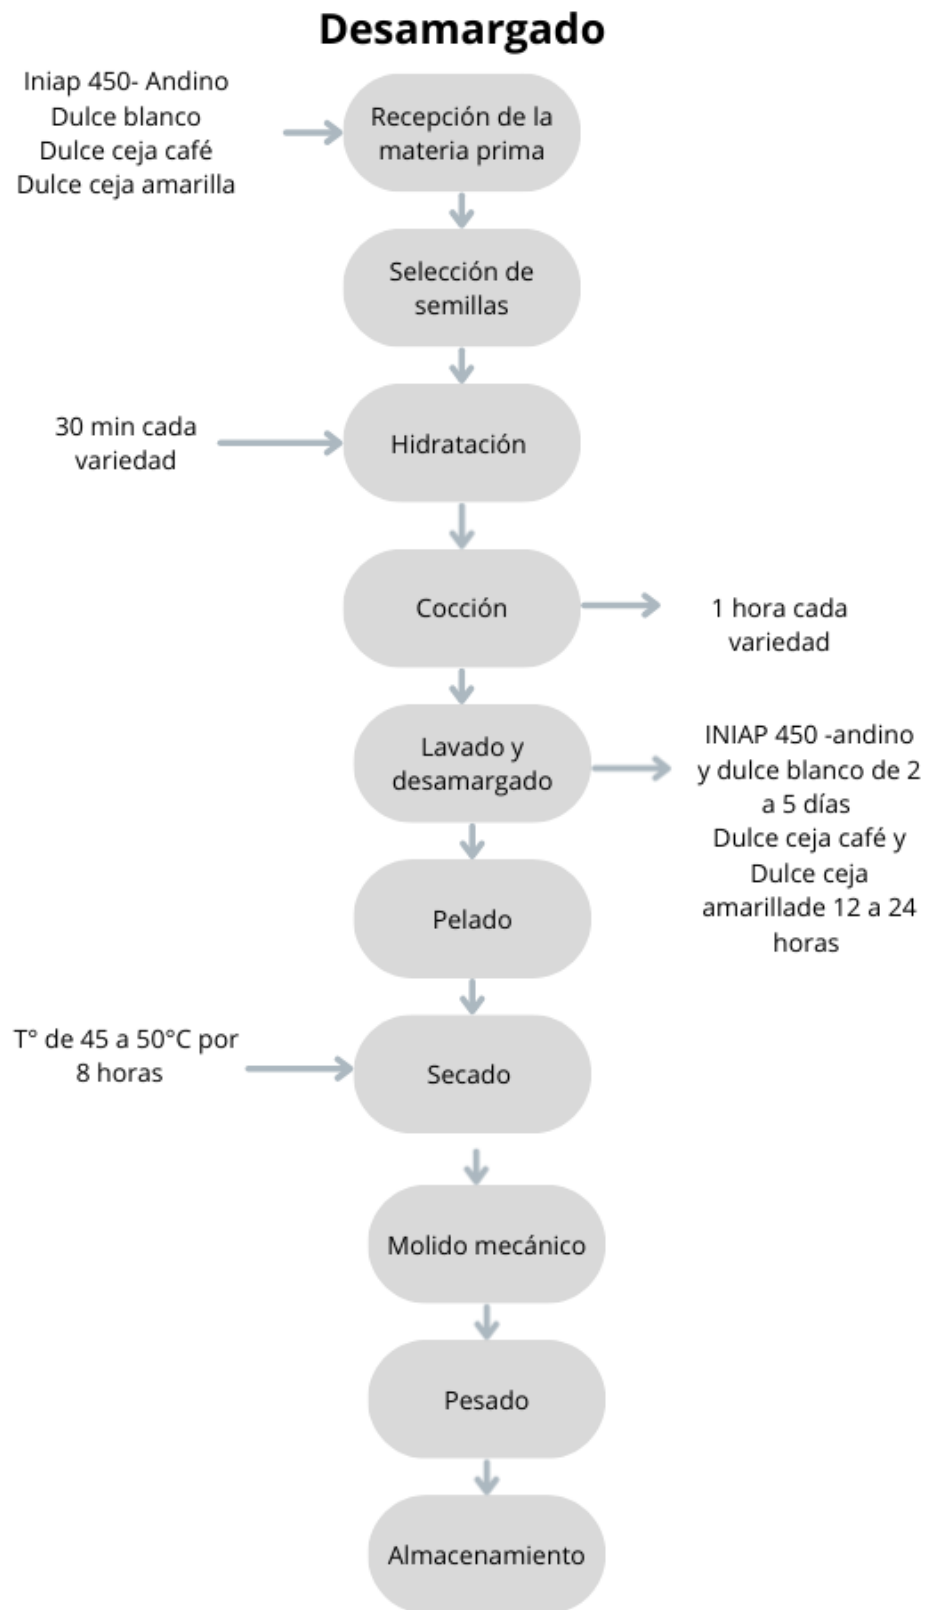 Desamargado
Iniap 450- Andino
Dulce blanco
Dulce ceja café
Dulce ceja amarilla
Recepción de la
materia prima
Selección de
semillas
30 min cada
variedad
Hidratación
Cocción
1 hora cada
variedad
Lavado y
desamargado
INIAP 450 -andino
y dulce blanco de 2
a 5 días
Dulce ceja café y
Dulce ceja
amarillade 12 a 24
horas
Pelado
T° de 45 a 50°C por
8 horas
Secado
Molido mecánico
Pesado
Almacenamiento